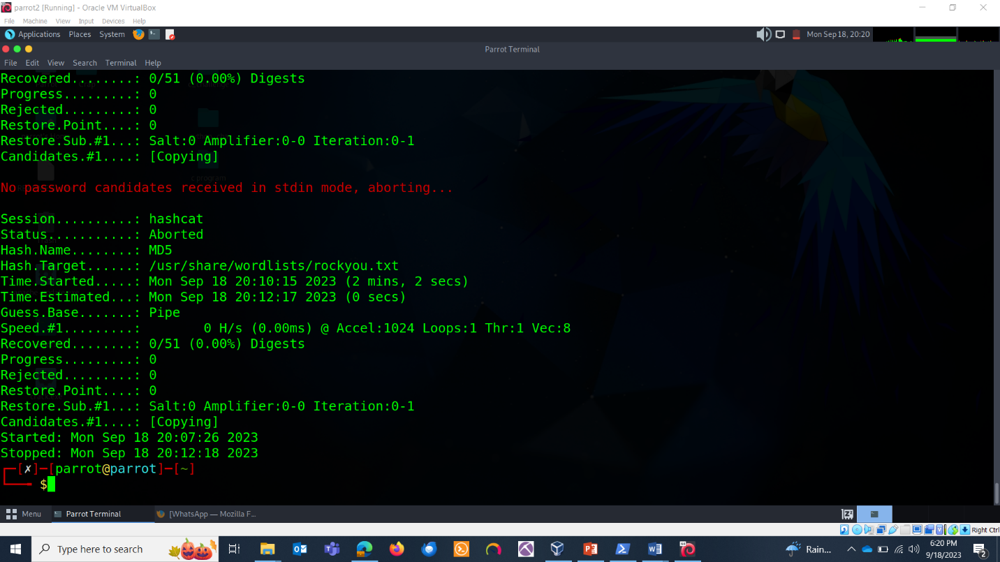 parrot2 [Running] - Oracle VM VirtualBox
File Machine View Input Devices Help
Applications Places System Mon Sep 18, 20:20
Parrot Terminal
File Edit View Search Terminal Help
Recovered........: 0/51 (0.00%) Digests
Progress.........: 0
Rejected.........: 0
Restore.Point....: 0
Restore.Sub.#1...: Salt:0 Amplifier:0-0 Iteration:0-1
Candidates.#1....: [Copying]
No password candidates received in stdin mode, aborting...
Session..........: hashcat
Status...........: Aborted
Hash.Name........: MD5
Hash.Target......: /usr/share/wordlists/rockyou.txt
Time.Started.....: Mon Sep 18 20:10:15 2023 (2 mins, 2 secs)
Time.Estimated...: Mon Sep 18 20:12:17 2023 (0 secs)
Guess.Base.......: Pipe
Speed.#1.........:        0 H/s (0.00ms) @ Accel:1024 Loops:1 Thr:1 Vec:8
Recovered........: 0/51 (0.00%) Digests
Progress.........: 0
Rejected.........: 0
Restore.Point....: 0
Restore.Sub.#1...: Salt:0 Amplifier:0-0 Iteration:0-1
Candidates.#1....: [Copying]
Started: Mon Sep 18 20:07:26 2023
Stopped: Mon Sep 18 20:12:18 2023
┌─[✗]─[parrot@parrot]─[~]
└──╼ $
Menu Parrot Terminal [WhatsApp — Mozilla F...
Right Ctrl
Type here to search Rain... 6:20 PM
9/18/2023 2